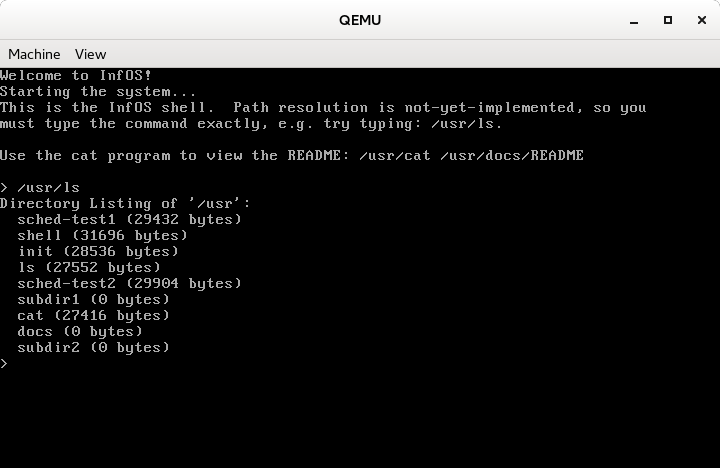 QEMU
Machine View
Welcome to InfOS!
Starting the system...
This is the InfOS shell.  Path resolution is not-yet-implemented, so you
must type the command exactly, e.g. try typing: /usr/ls.
Use the cat program to view the README: /usr/cat /usr/docs/README
> /usr/ls
Directory Listing of '/usr':
  sched-test1 (29432 bytes)
  shell (31696 bytes)
  init (28536 bytes)
  ls (27552 bytes)
  sched-test2 (29904 bytes)
  subdir1 (0 bytes)
  cat (27416 bytes)
  docs (0 bytes)
  subdir2 (0 bytes)
>